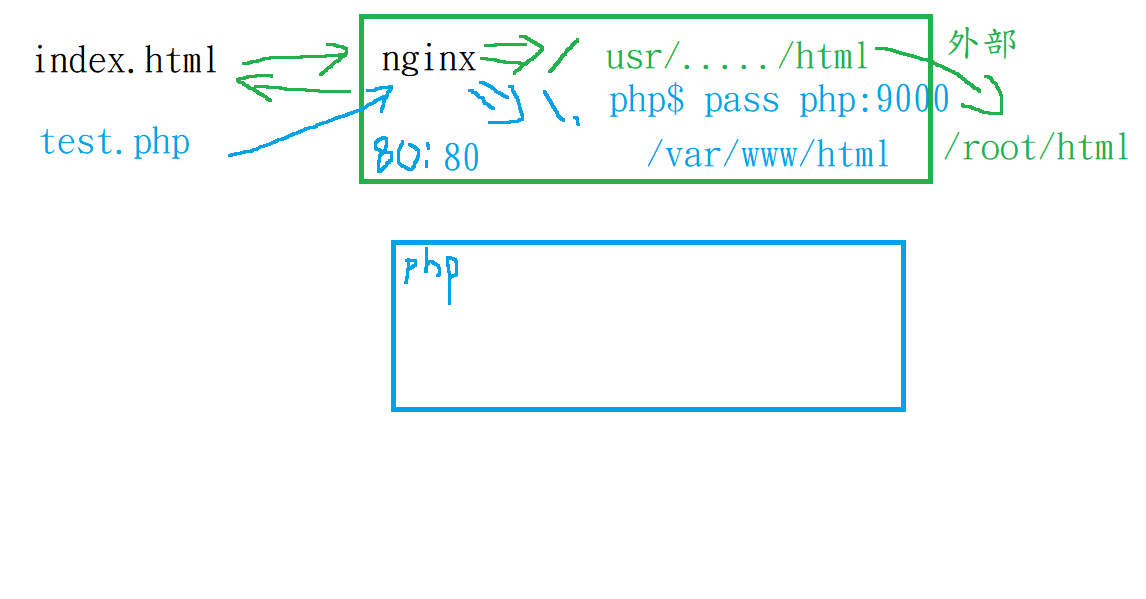 index.html nginx / usr/...../html 外部
test.php \. php$ pass php:9000
80:80 /var/www/html /root/html
php